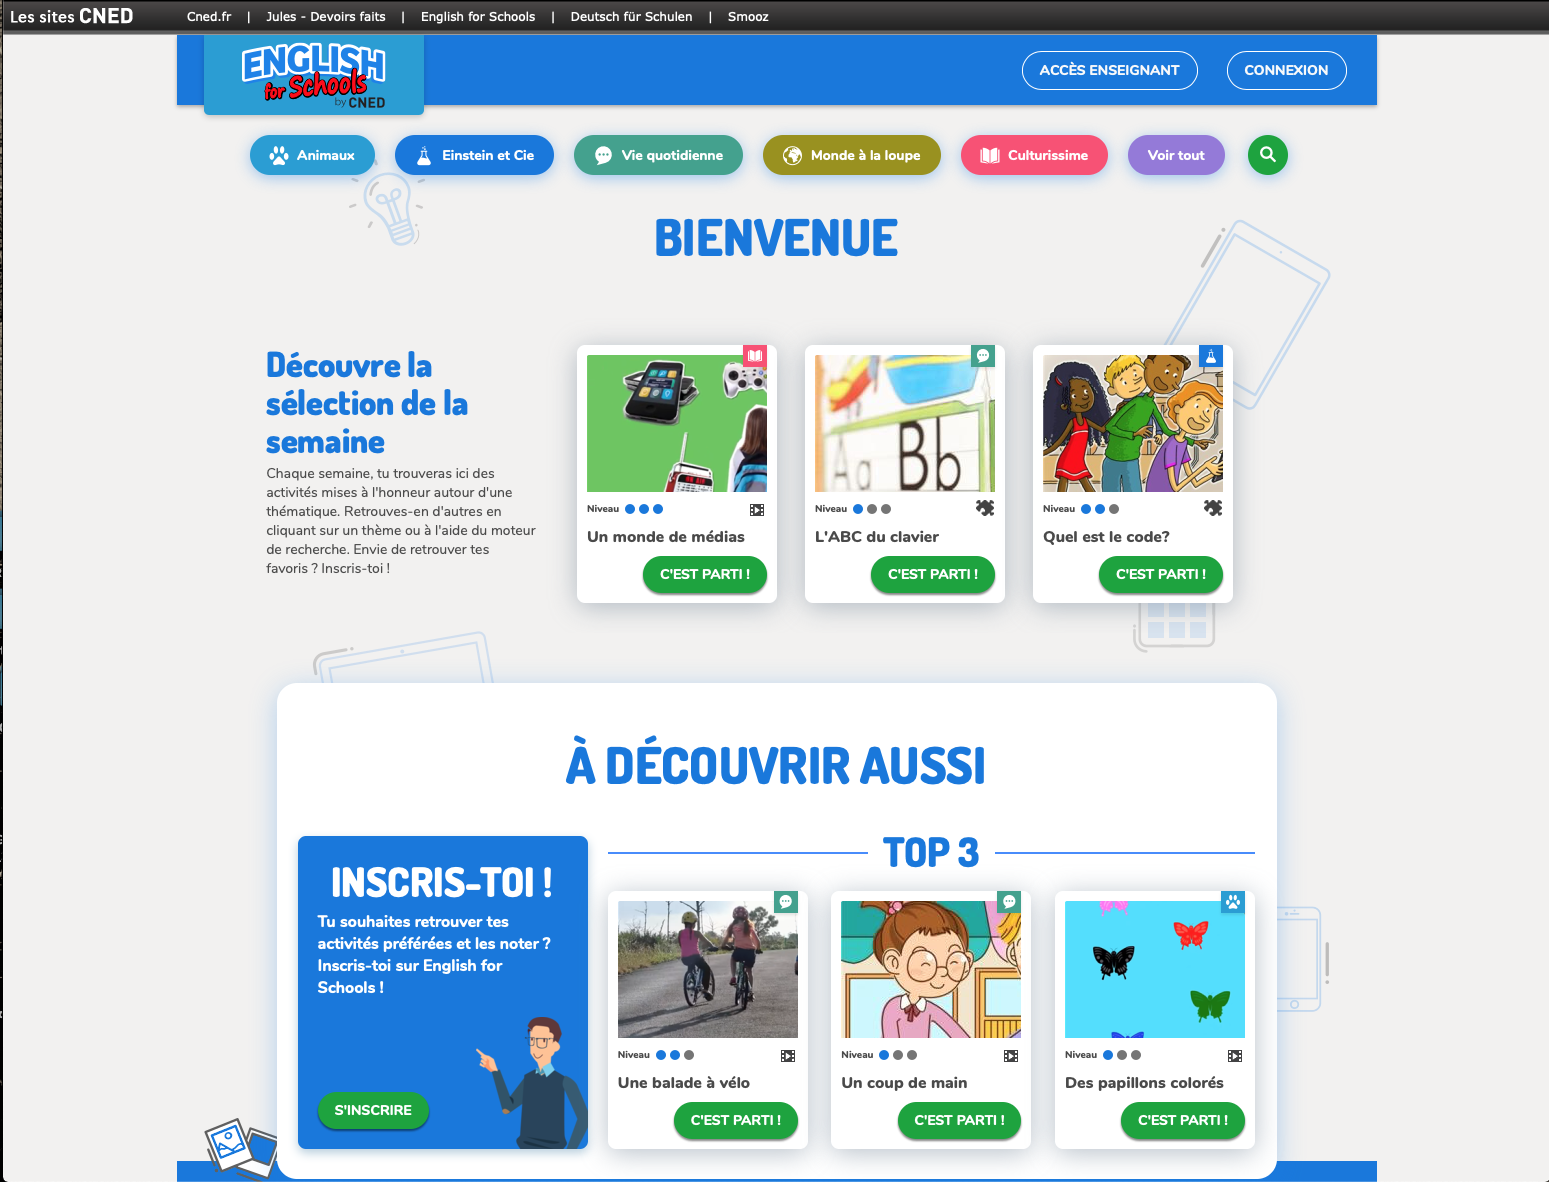 Les sites CNED
Cned.fr | Jules - Devoirs faits | English for Schools | Deutsch für Schulen | Smooz
ENGLISH
for Schools
by CNED
ACCÈS ENSEIGNANT
CONNEXION
Animaux
Einstein et Cie
Vie quotidienne
Monde à la loupe
Culturissime
Voir tout
BIENVENUE
Découvre la
sélection de la
semaine
Chaque semaine, tu trouveras ici des
activités mises à l'honneur autour d'une
thématique. Retrouves-en d'autres en
cliquant sur un thème ou à l'aide du moteur
de recherche. Envie de retrouver tes
favoris ? Inscris-toi !
Niveau
Un monde de médias
C'EST PARTI !
Aa Bb
Niveau
L'ABC du clavier
C'EST PARTI !
Niveau
Quel est le code?
C'EST PARTI !
À DÉCOUVRIR AUSSI
INSCRIS-TOI !
Tu souhaites retrouver tes
activités préférées et les noter ?
Inscris-toi sur English for
Schools !
S'INSCRIRE
TOP 3
Niveau
Une balade à vélo
C'EST PARTI !
Niveau
Un coup de main
C'EST PARTI !
Niveau
Des papillons colorés
C'EST PARTI !